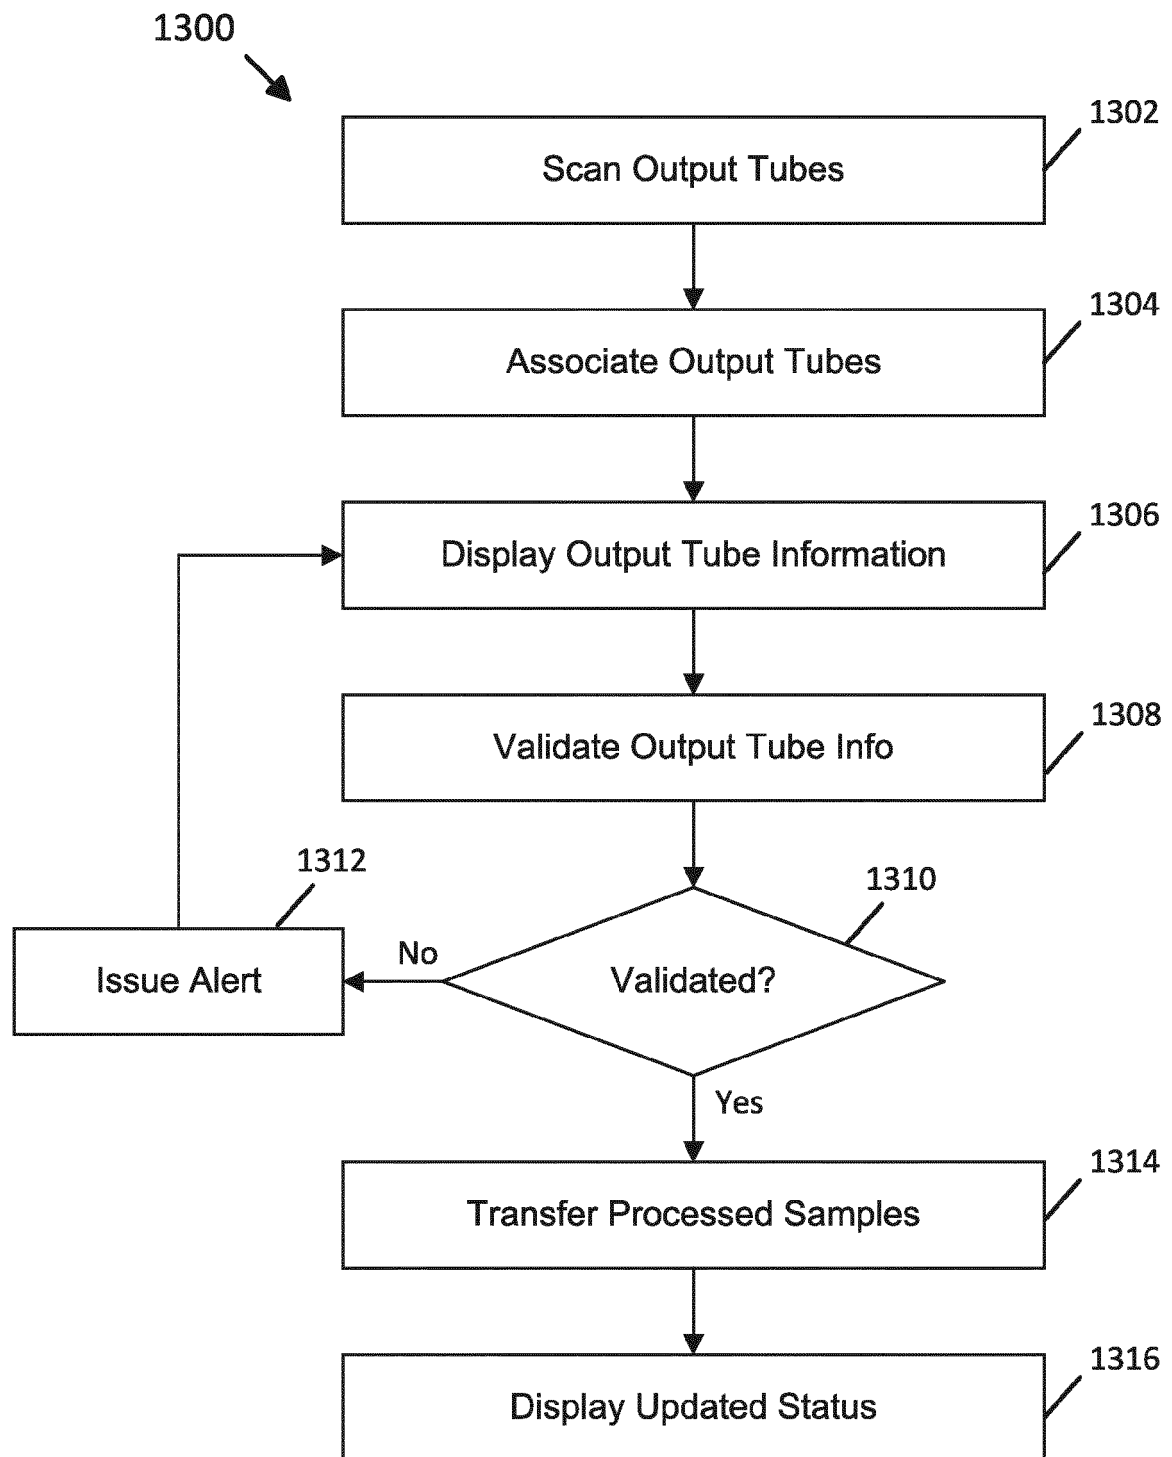 1300
1302
Scan Output Tubes
1304
Associate Output Tubes
1306
Display Output Tube Information
1308
Validate Output Tube Info
1312
1310
Issue Alert
No
Validated?
Yes
1314
Transfer Processed Samples
1316
Display Updated Status